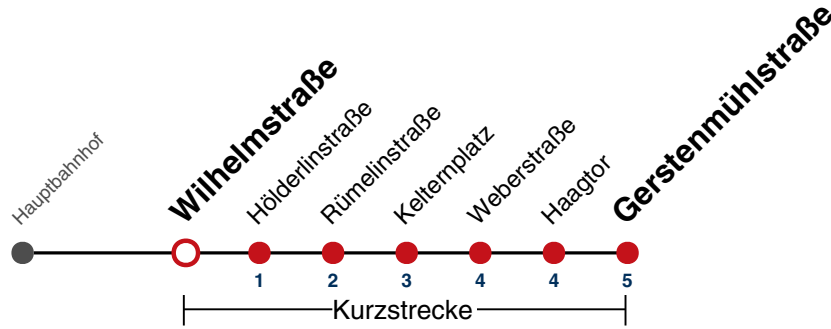 Hauptbahnhof
Wilhelmstraße
Hölderlinstraße
Rümelinstraße
Kelternplatz
Weberstraße
Haagtor
Gerstenmühlstraße
1 2 3 4 4 5
Kurzstrecke